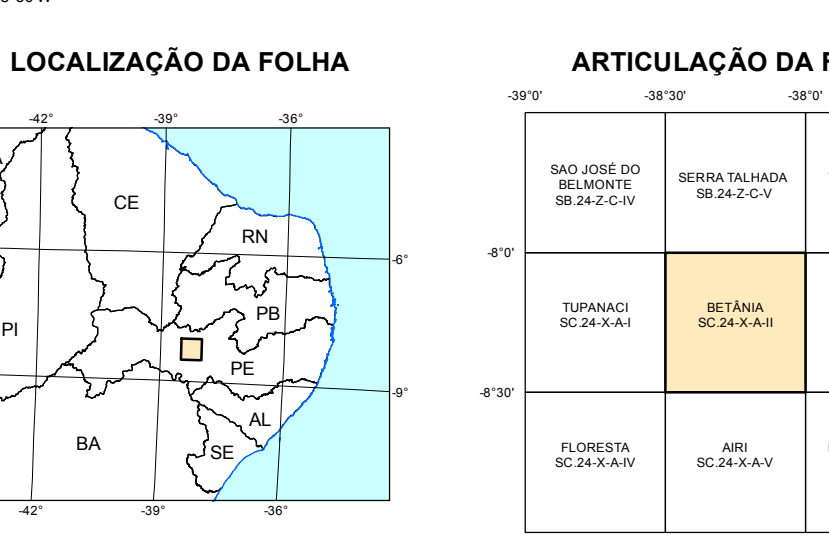 LOCALIZAÇÃO DA FOLHA
-42°
-39°
-36°
CE
RN
-6°
PI
PB
PE
-9°
AL
BA
SE
-42°
-39°
-36°
ARTICULAÇÃO DA F
-39°0'
-38°30'
-38°0'
SAO JOSÉ DO
BELMONTE
SB.24-Z-C-IV
SERRA TALHADA
SB.24-Z-C-V
-8°0'
TUPANACI
SC.24-X-A-I
BETÂNIA
SC.24-X-A-II
-8°30'
FLORESTA
SC.24-X-A-IV
AIRI
SC.24-X-A-V